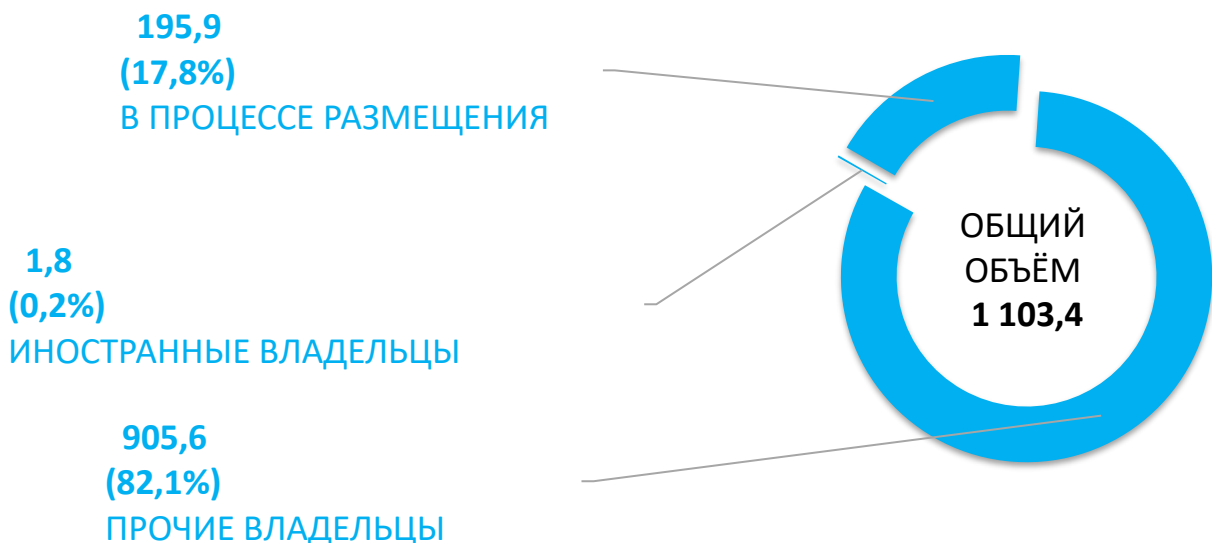 195,9
(17,8%)
В ПРОЦЕССЕ РАЗМЕЩЕНИЯ
1,8
(0,2%)
ИНОСТРАННЫЕ ВЛАДЕЛЬЦЫ
905,6
(82,1%)
ПРОЧИЕ ВЛАДЕЛЬЦЫ
ОБЩИЙ
ОБЪЁМ
1 103,4